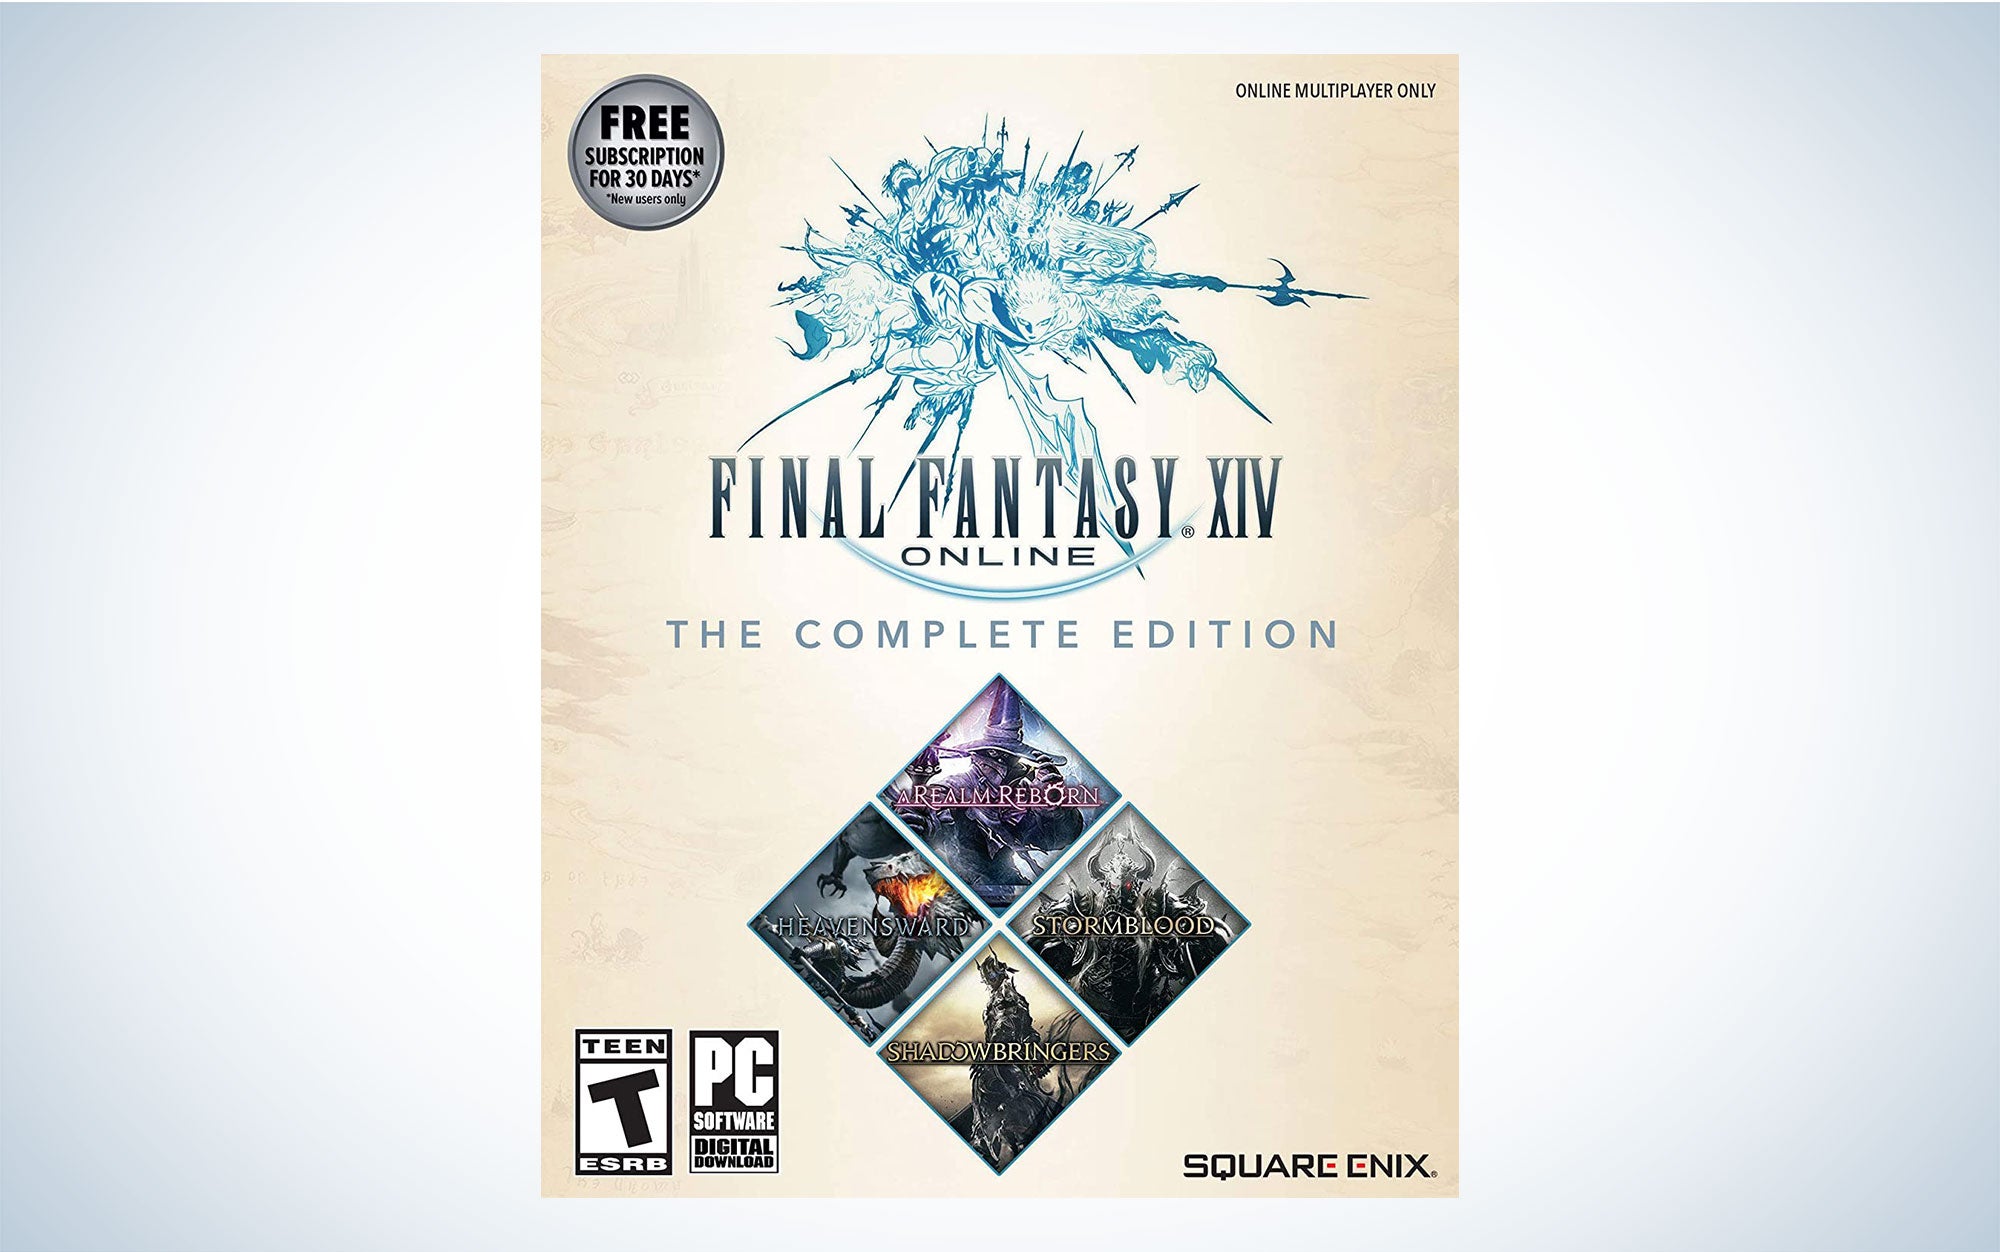 FREE
SUBSCRIPTION
FOR 30 DAYS*
*New users only
ONLINE MULTIPLAYER ONLY
FINAL FANTASY® XIV
ONLINE
THE COMPLETE EDITION
A REALM REBORN
HEAVENSWARD
STORMBLOOD
SHADOWBRINGERS
TEEN
T
ESRB
PC
SOFTWARE
DIGITAL
DOWNLOAD
SQUARE ENIX®